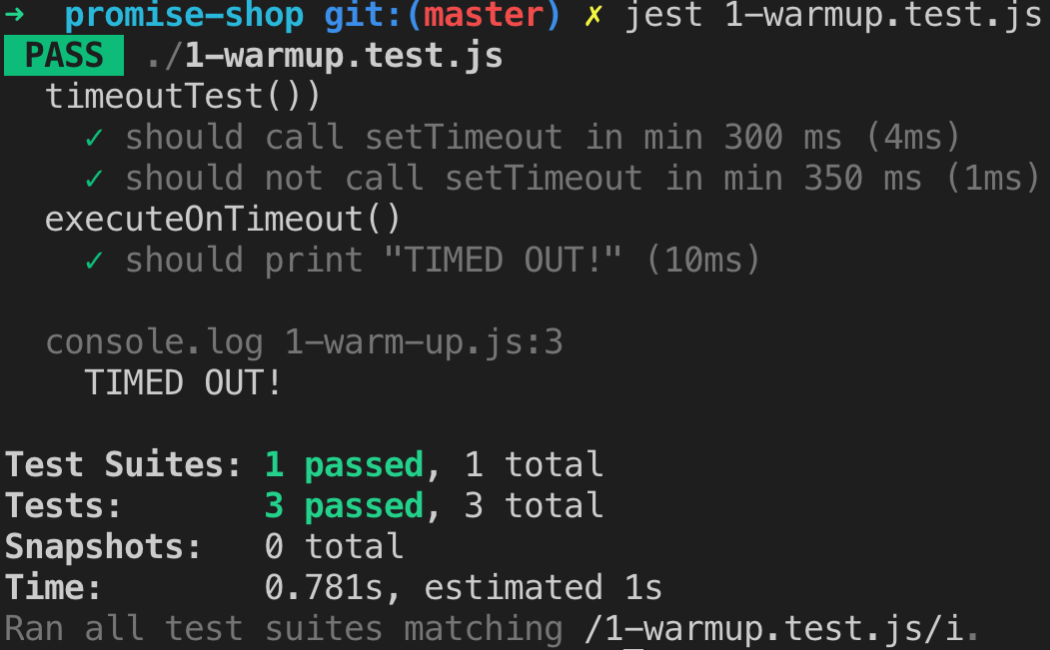 ➜  promise-shop git:(master) ✗ jest 1-warmup.test.js
PASS ./1-warmup.test.js
timeoutTest())
✓ should call setTimeout in min 300 ms (4ms)
✓ should not call setTimeout in min 350 ms (1ms)
executeOnTimeout()
✓ should print "TIMED OUT!" (10ms)
console.log 1-warm-up.js:3
TIMED OUT!
Test Suites: 1 passed, 1 total
Tests: 3 passed, 3 total
Snapshots: 0 total
Time: 0.781s, estimated 1s
Ran all test suites matching /1-warmup.test.js/i.